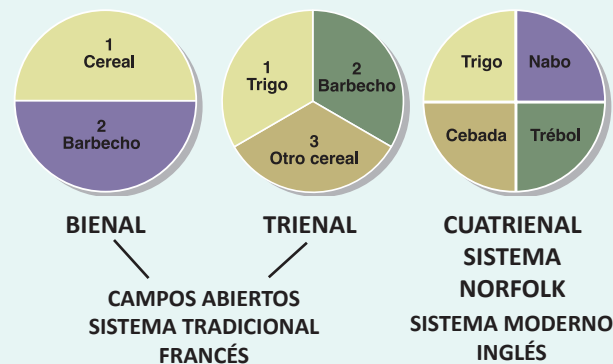 1
Cereal
2
Barbecho
BIENAL
1
Trigo
2
Barbecho
3
Otro cereal
TRIENAL
CAMPOS ABIERTOS
SISTEMA TRADICIONAL
FRANCÉS
Trigo
Nabo
Cebada
Trébol
CUATRIENAL
SISTEMA
NORFOLK
SISTEMA MODERNO
INGLÉS